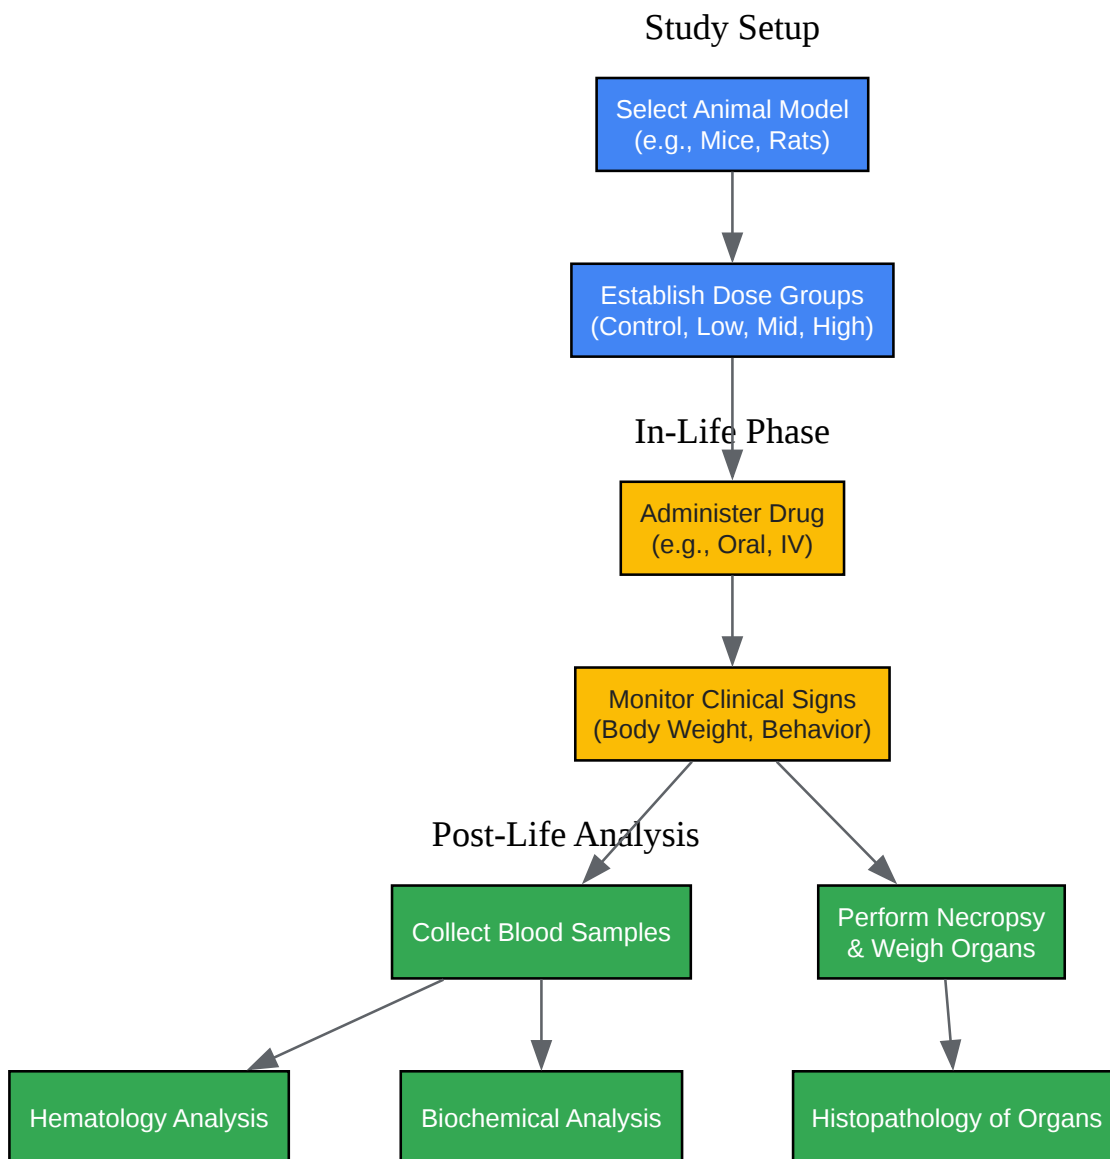 Study Setup
Select Animal Model
(e.g., Mice, Rats)
Establish Dose Groups
(Control, Low, Mid, High)
In-Life Phase
Administer Drug
(e.g., Oral, IV)
Monitor Clinical Signs
(Body Weight, Behavior)
Post-Life Analysis
Collect Blood Samples
Perform Necropsy
& Weigh Organs
Hematology Analysis
Biochemical Analysis
Histopathology of Organs